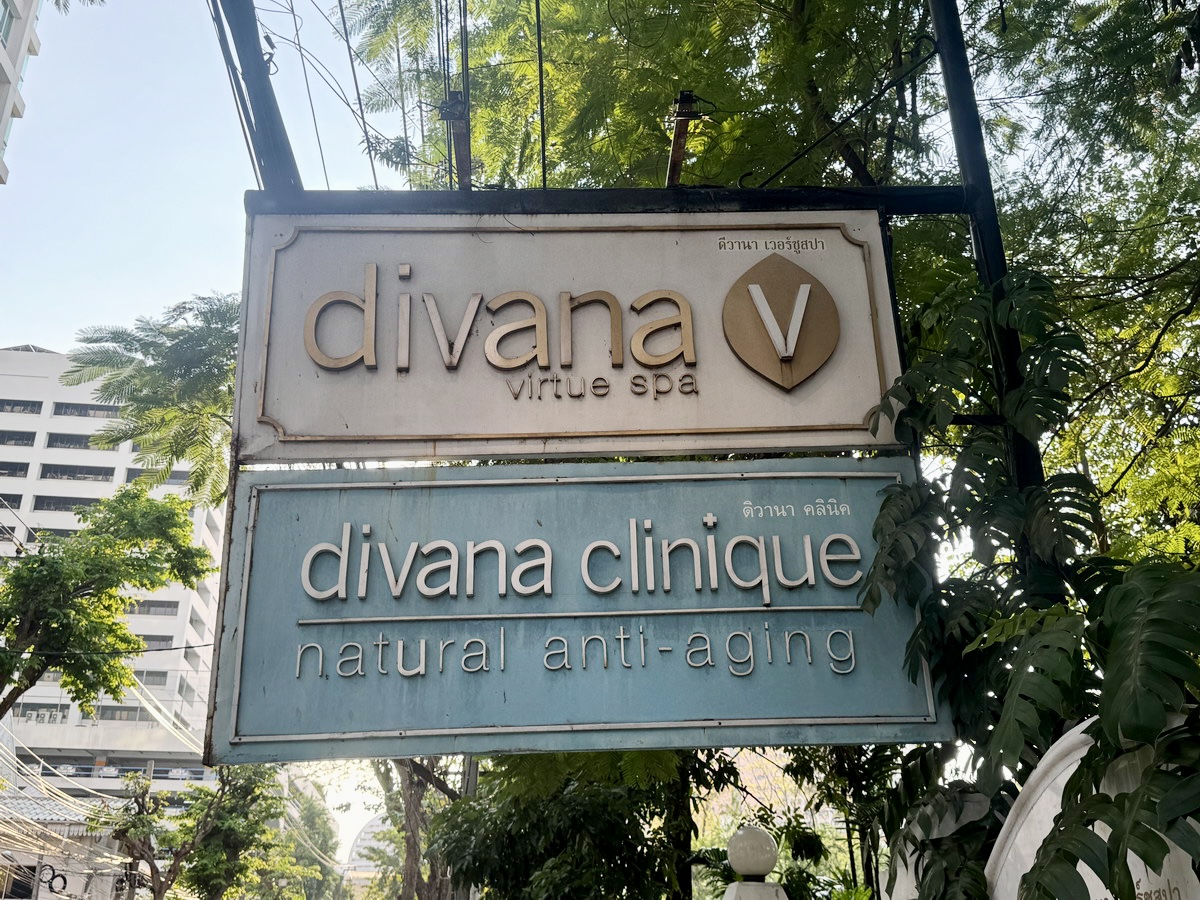 ดีวานา เวอร์ชูสปา
divana V
virtue spa
ดิวานา คลินิค
divana clinique
natural anti-aging